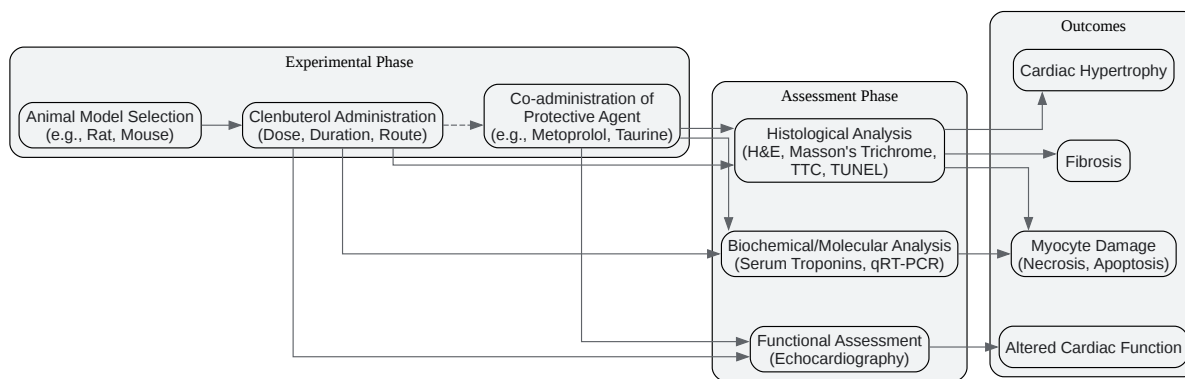 Experimental Phase
Animal Model Selection
(e.g., Rat, Mouse)
Clenbuterol Administration
(Dose, Duration, Route)
Co-administration of
Protective Agent
(e.g., Metoprolol, Taurine)
Assessment Phase
Histological Analysis
(H&E, Masson's Trichrome,
TTC, TUNEL)
Biochemical/Molecular Analysis
(Serum Troponins, qRT-PCR)
Functional Assessment
(Echocardiography)
Outcomes
Cardiac Hypertrophy
Fibrosis
Myocyte Damage
(Necrosis, Apoptosis)
Altered Cardiac Function